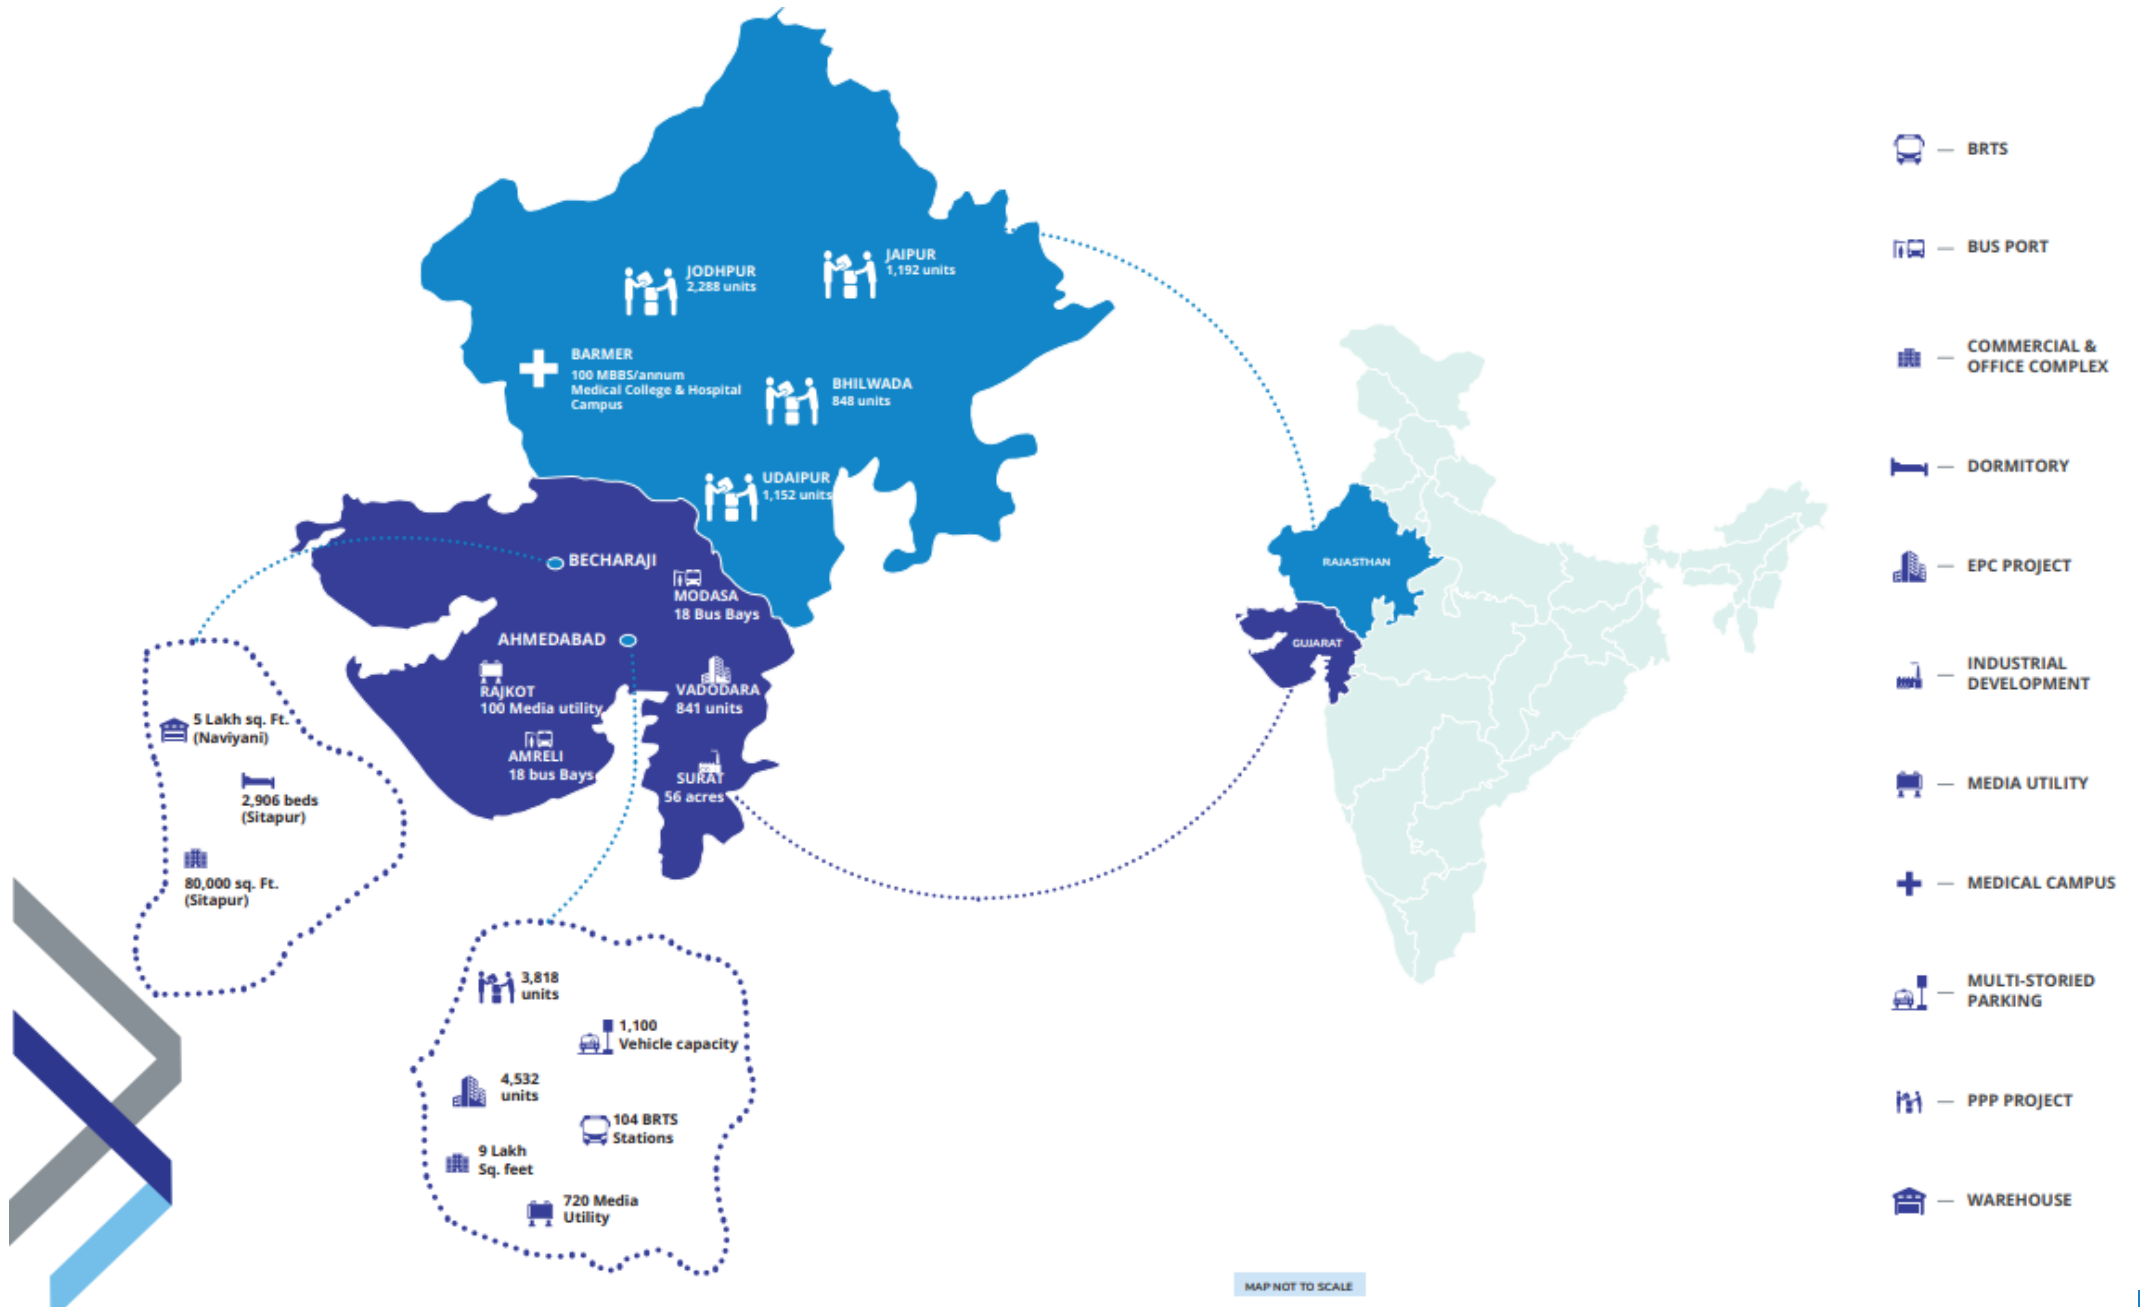 JODHPUR
2,288 units
JAIPUR
1,192 units
BARMER
100 MBBS/annum
Medical College & Hospital
Campus
BHILWADA
848 units
UDAIPUR
1,152 units
BECHARAJI
MODASA
18 Bus Bays
AHMEDABAD
RAJKOT
100 Media utility
VADODARA
841 units
AMRELI
18 bus Bays
SURAT
56 acres
5 Lakh sq. Ft.
(Naviyani)
2,906 beds
(Sitapur)
80,000 sq. Ft.
(Sitapur)
3,818
units
1,100
Vehicle capacity
4,532
units
104 BRTS
Stations
9 Lakh
Sq. feet
720 Media
Utility
RAJASTHAN
GUJARAT
MAP NOT TO SCALE
— BRTS
— BUS PORT
— COMMERCIAL &
OFFICE COMPLEX
— DORMITORY
— EPC PROJECT
— INDUSTRIAL
DEVELOPMENT
— MEDIA UTILITY
— MEDICAL CAMPUS
— MULTI-STORIED
PARKING
— PPP PROJECT
— WAREHOUSE